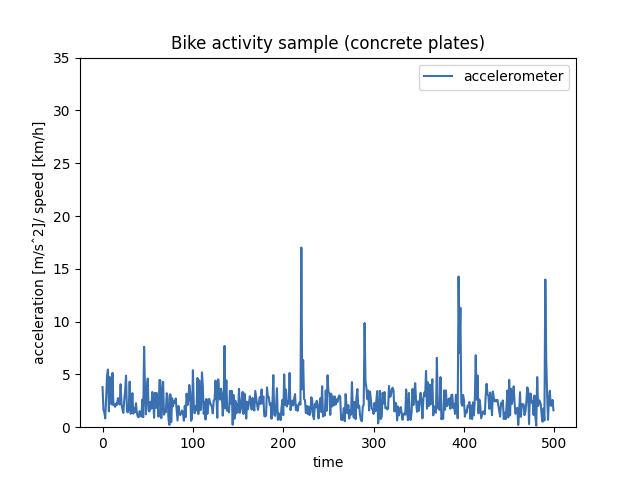 Bike activity sample (concrete plates)
accelerometer
35
30
25
20
15
10
5
0
acceleration [m/sˆ2]/ speed [km/h]
0 100 200 300 400 500
time